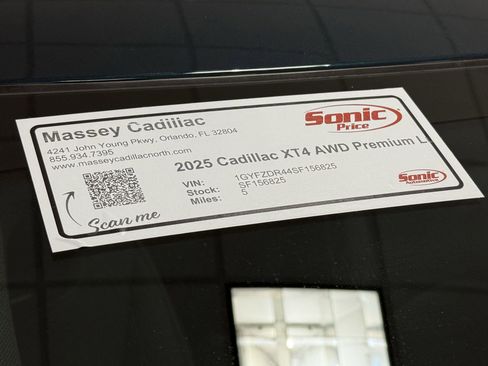 Massey Cadillac
4241 John Young Pkwy, Orlando, FL 32804
855.934.7395
www.masseycadillacnorth.com
Sonic
Price
2025 Cadillac XT4 AWD Premium L
VIN: 1GYFZDR44SF156825
Stock: SF156825
Miles: 5
Scan me
Sonic
Automotive